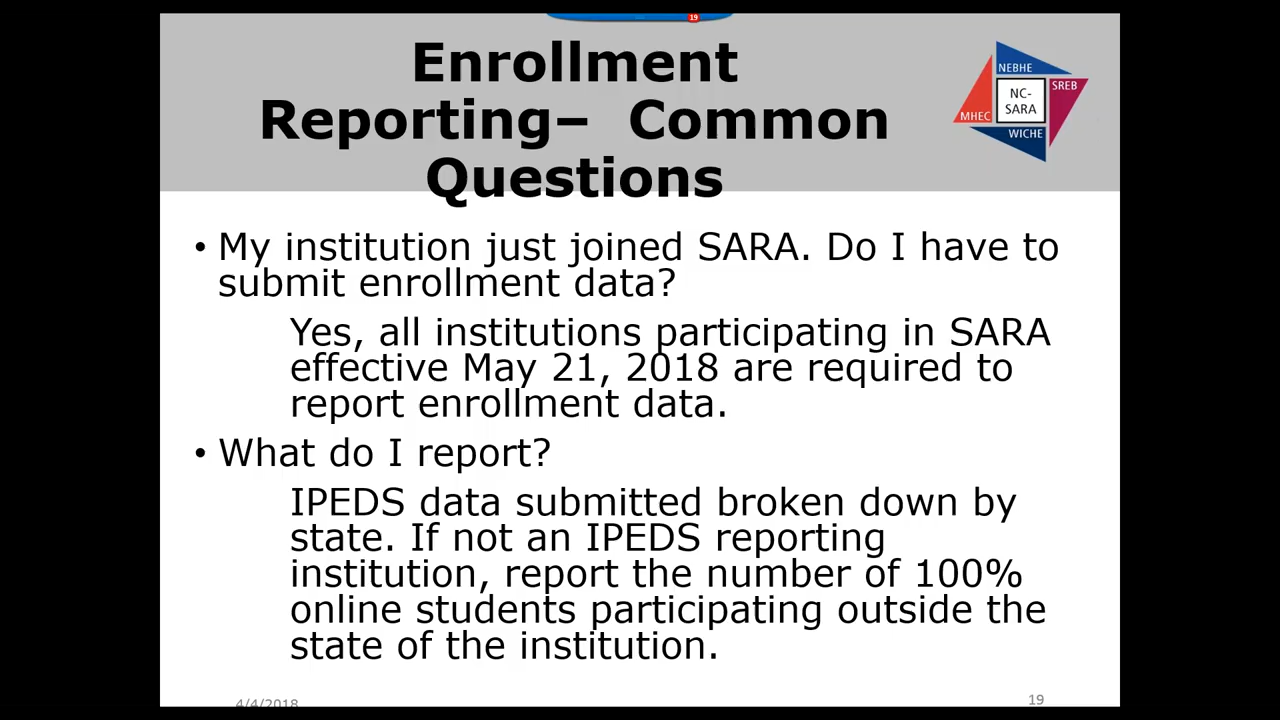 19
Enrollment
Reporting– Common
Questions
NEBHE
SREB
NC-
SARA
MHEC
WICHE
• My institution just joined SARA. Do I have to
submit enrollment data?
Yes, all institutions participating in SARA
effective May 21, 2018 are required to
report enrollment data.
• What do I report?
IPEDS data submitted broken down by
state. If not an IPEDS reporting
institution, report the number of 100%
online students participating outside the
state of the institution.
4/4/2018
19